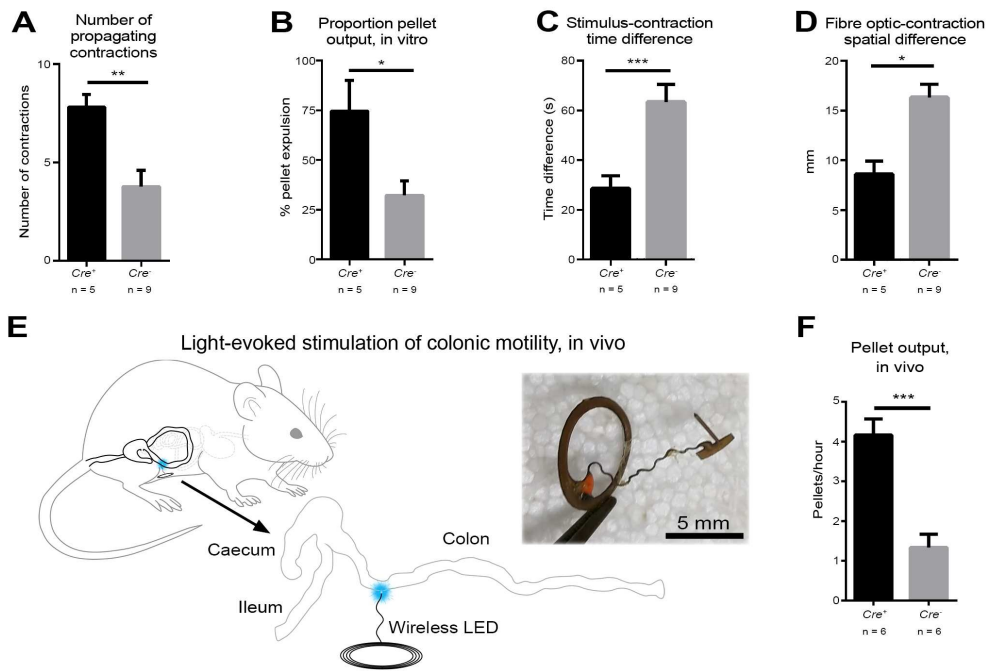 A
Number of
propagating
contractions
**
Number of contractions
10
5
0
Cre+
Cre-
n = 5
n = 9
B
Proportion pellet
output, in vitro
*
% pellet expulsion
100
75
50
25
0
Cre+
Cre-
n = 5
n = 9
C
Stimulus-contraction
time difference
***
Time difference (s)
80
60
40
20
0
Cre+
Cre-
n = 5
n = 9
D
Fibre optic-contraction
spatial difference
*
mm
20
15
10
5
0
Cre+
Cre-
n = 5
n = 9
E
Light-evoked stimulation of colonic motility, in vivo
Caecum
Colon
Ileum
Wireless LED
5 mm
F
Pellet output,
in vivo
***
Pellets/hour
5
4
3
2
1
0
Cre+
Cre-
n = 6
n = 6